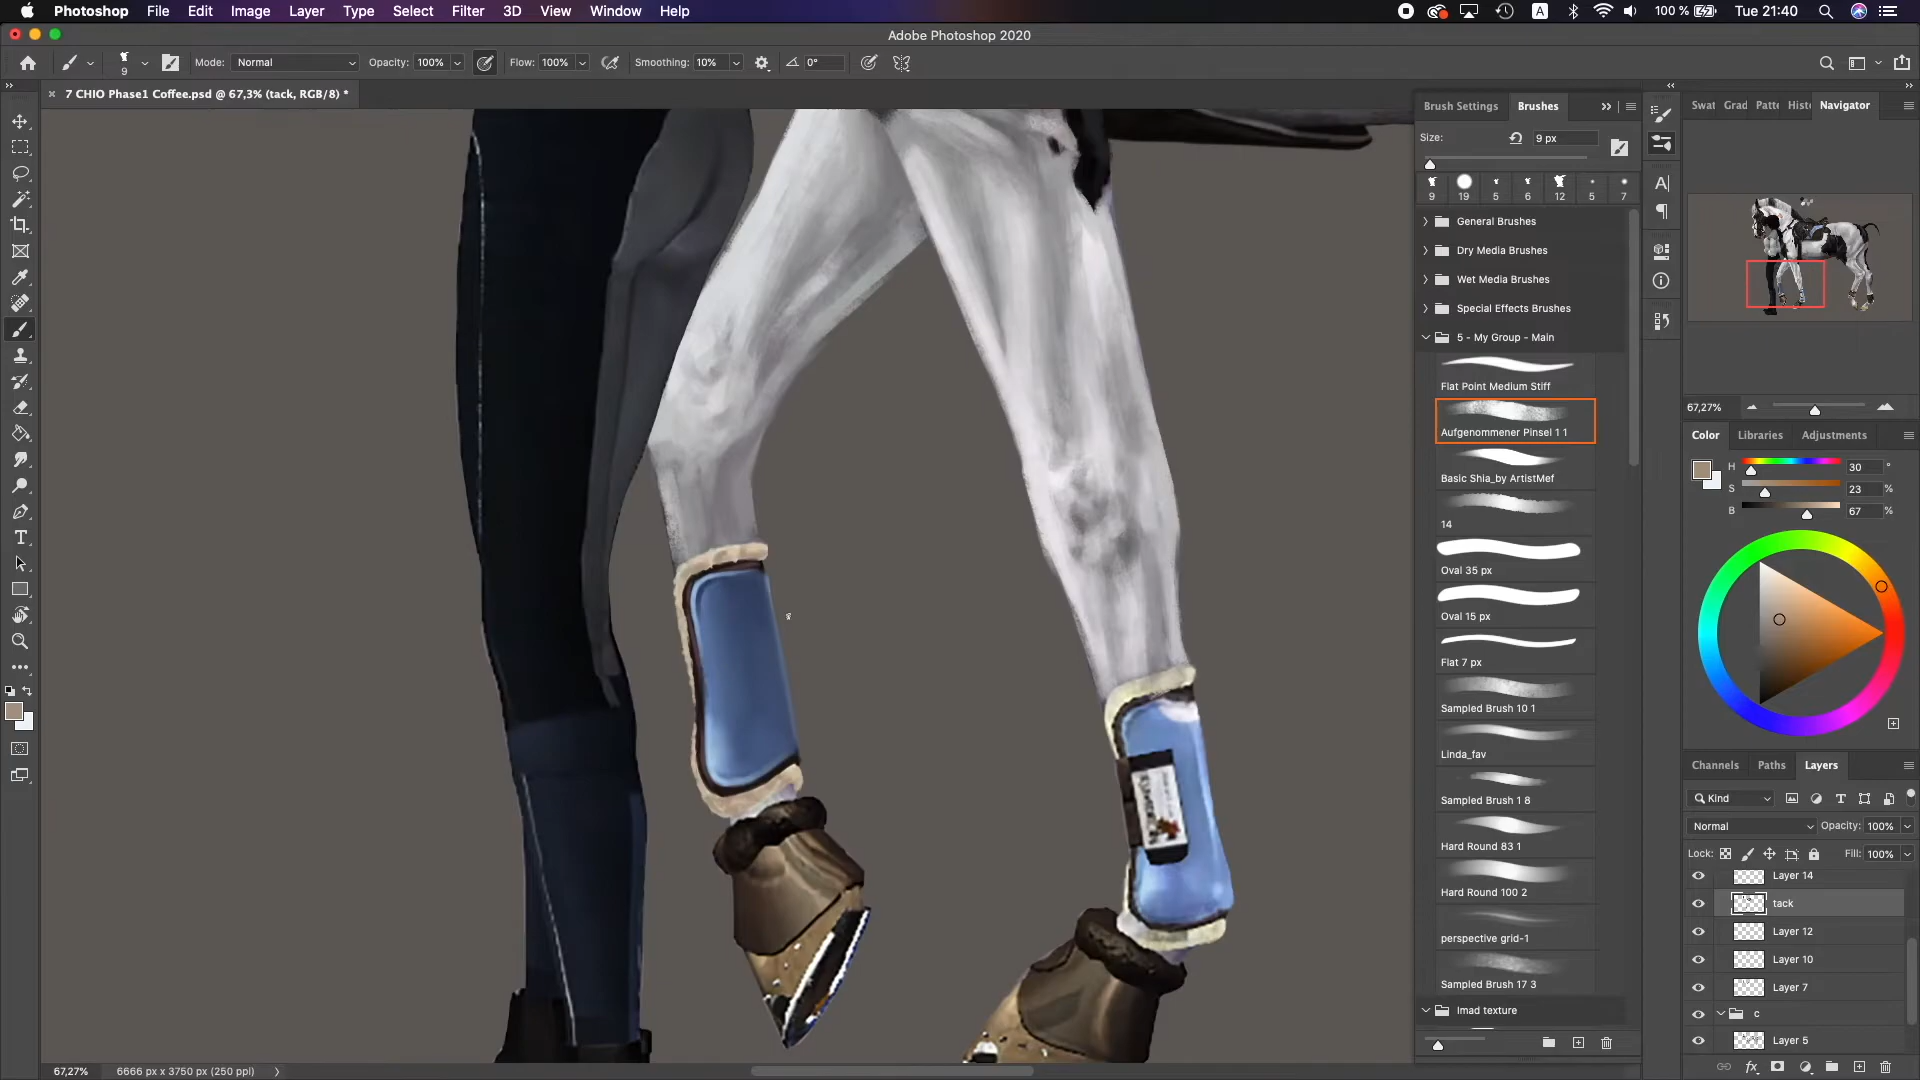 Photoshop File Edit Image Layer Type Select Filter 3D View Window Help A 100 % Tue 21:40
Adobe Photoshop 2020
9 Mode: Normal Opacity: 100% Flow: 100% Smoothing: 10% 0°
7 CHIO Phase1 Coffee.psd @ 67,3% (tack, RGB/8) *
Brush Settings Brushes
Size: 9 px
9 19 5 6 12 5 7
General Brushes
Dry Media Brushes
Wet Media Brushes
Special Effects Brushes
5 - My Group - Main
Flat Point Medium Stiff
Aufgenommener Pinsel 1 1
Basic Shia_by ArtistMef
14
Oval 35 px
Oval 15 px
Flat 7 px
Sampled Brush 10 1
Linda_fav
Sampled Brush 1 8
Hard Round 83 1
Hard Round 100 2
perspective grid-1
Sampled Brush 17 3
Imad texture
Swat Grad Patte Hist Navigator
67,27%
Color Libraries Adjustments
H 30 °
S 23 %
B 67 %
Channels Paths Layers
Kind
Normal Opacity: 100%
Lock: Fill: 100%
Layer 14
tack
Layer 12
Layer 10
Layer 7
c
Layer 5
67,27% 6666 px x 3750 px (250 ppi)